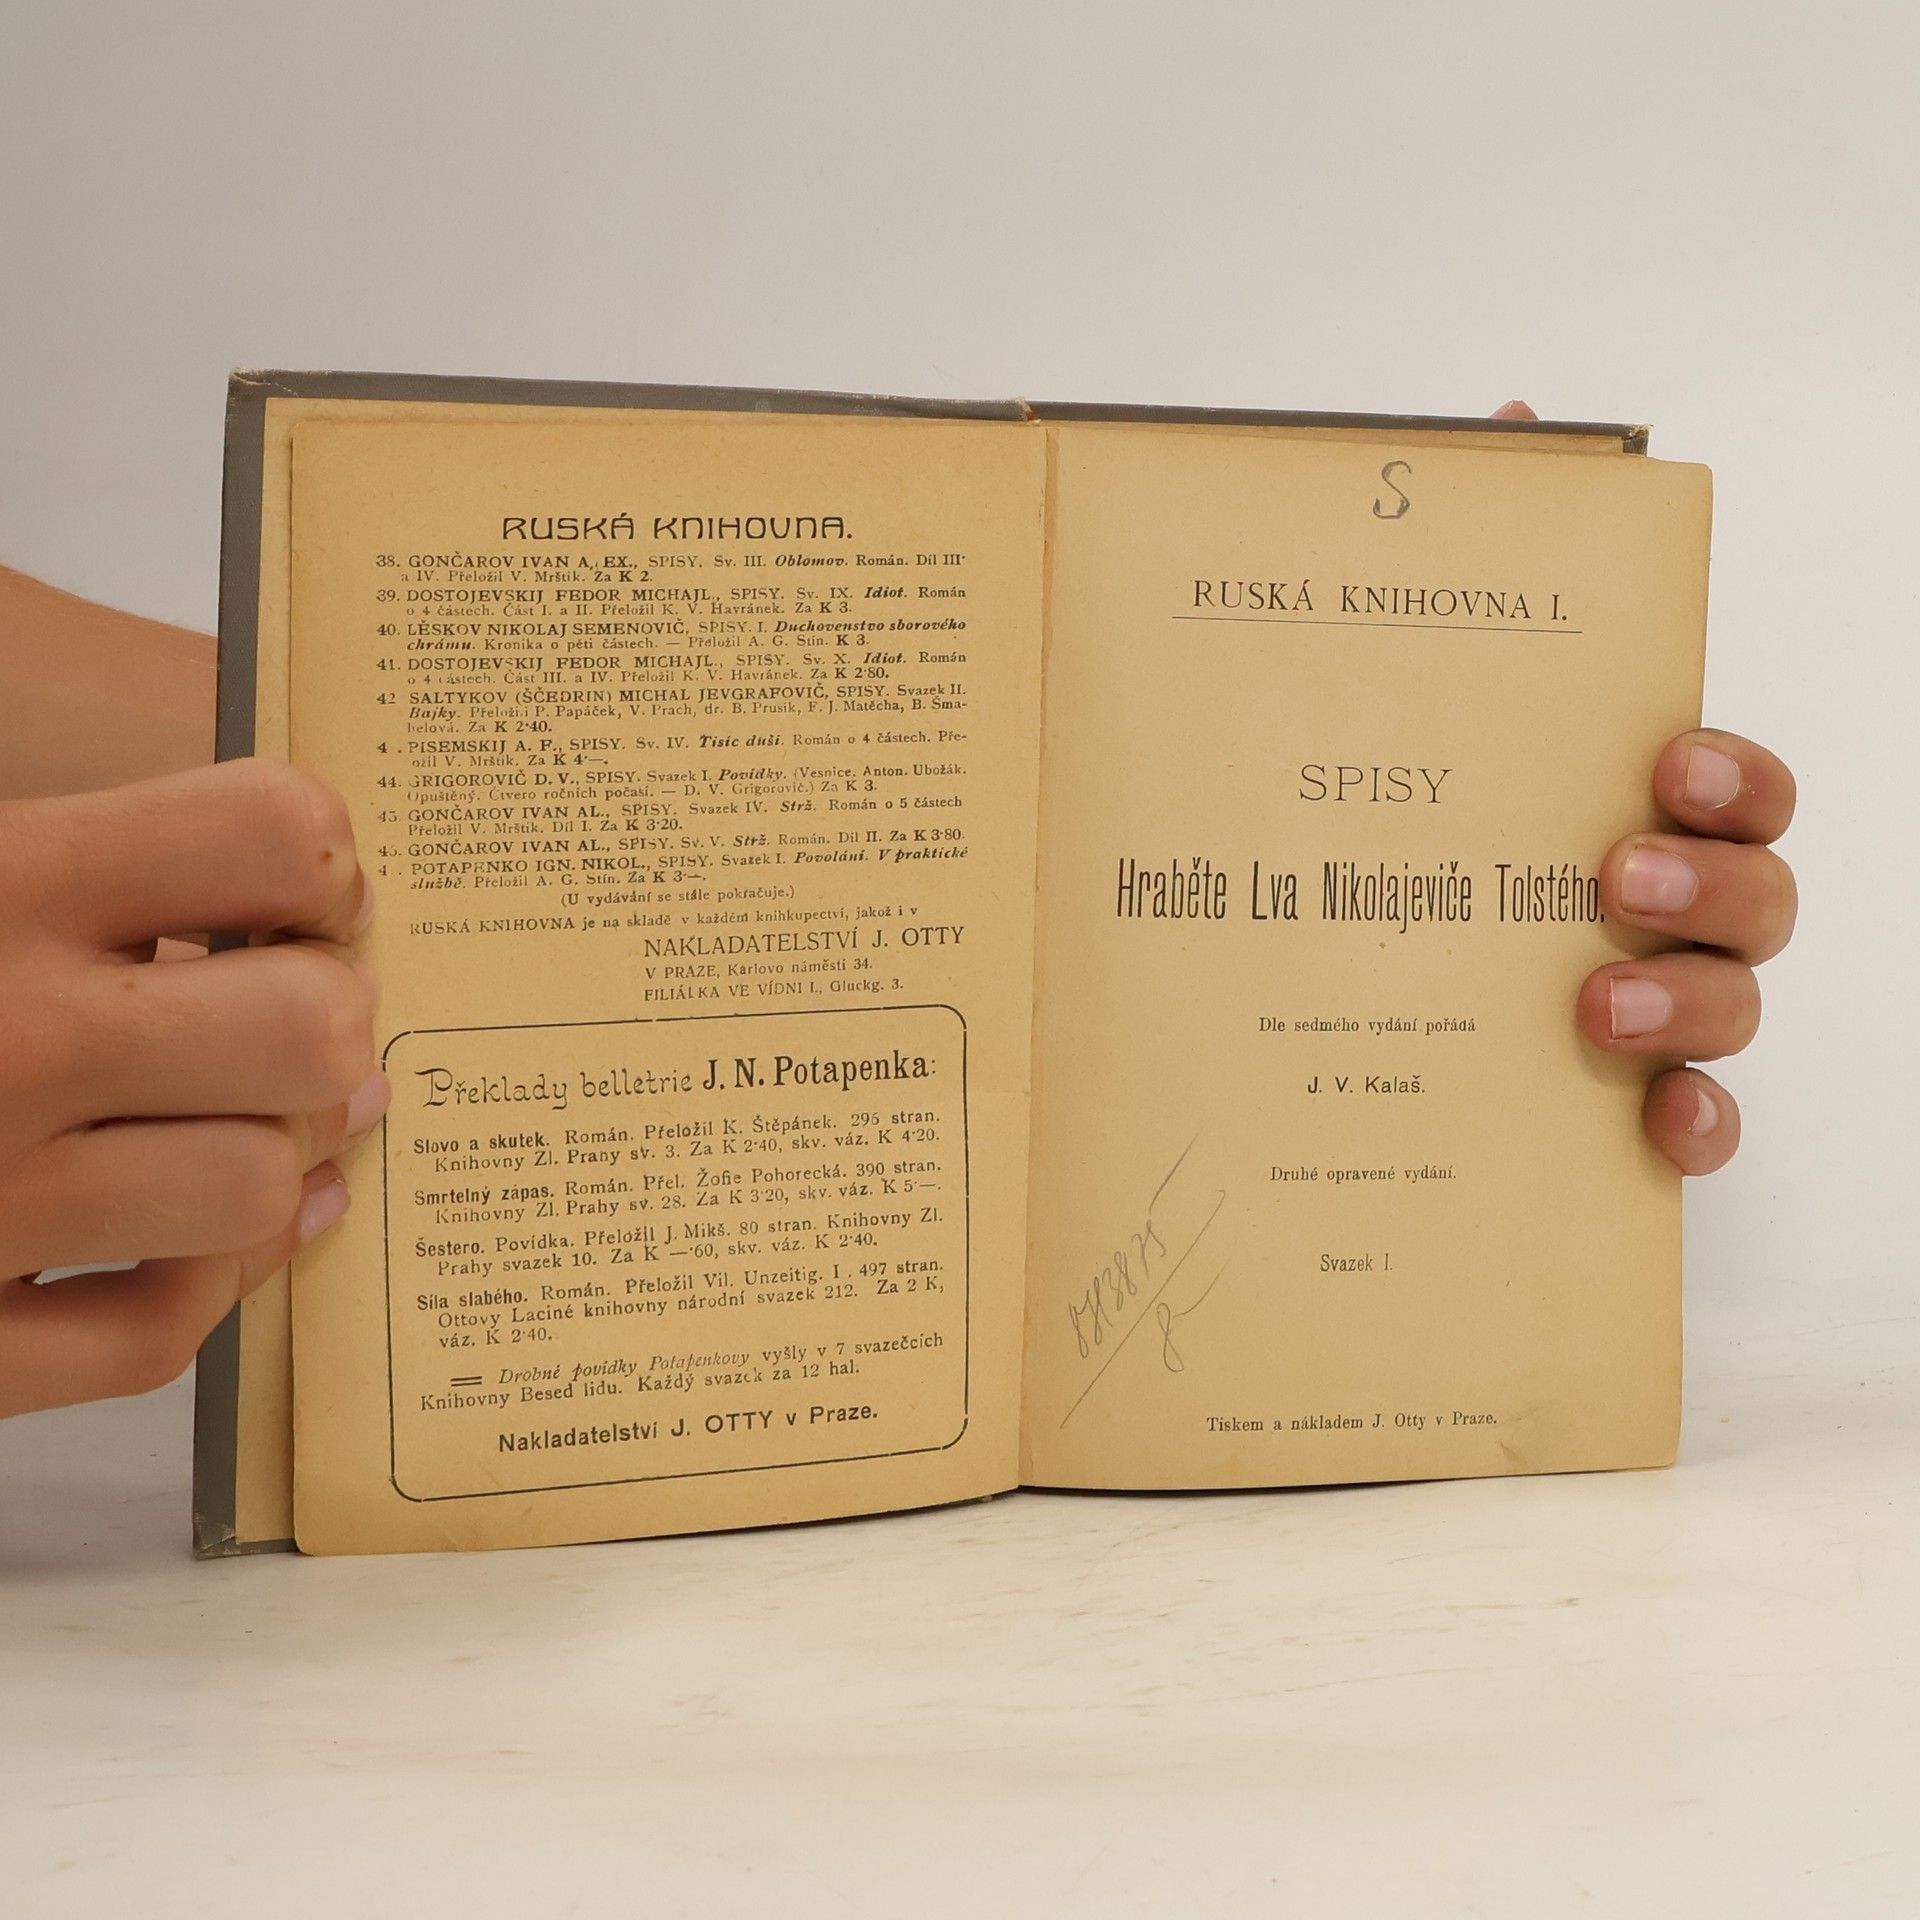 RUSKÁ KNIHOVNA.
38. GONČAROV IVAN A. EX., SPISY. Sv. III. Oblomov. Román. Díl III
a IV. Přeložil V. Mrštík. Za K 2.
39. DOSTOJEVSKIJ FEDOR MICHAJL., SPISY. Sv. IX. Idiot. Román
o 4 částech. Část I. a II. Přeložil K. V. Havránek. Za K 3.
40. LĚSKOV NIKOLAJ SEMENOVIČ, SPISY. I. Duchovenstvo sborového
chrámu. Kronika o pěti částech. — Přeložil A. G. Stín. K 3.
41. DOSTOJEVSKIJ FEDOR MICHAJL., SPISY. Sv. X. Idiot. Román
o 4 částech. Část III. a IV. Přeložil K. V. Havránek. Za K 2·80.
42 SALTYKOV (ŠČEDRIN) MICHAL JEVGRAFOVIČ, SPISY. Svazek II.
Bajky. Přeložili P. Papáček, V. Prach, dr. B. Prusík, F. J. Matěcha, B. Šma-
helová. Za K 2·40.
4 . PISEMSKIJ A. F., SPISY. Sv. IV. Tisíc duší. Román o 4 částech. Pře-
ožil V. Mrštík. Za K 4·—.
44. GRIGOROVIČ D. V., SPISY. Svazek I. Povídky. (Vesnice. Anton. Ubožák.
Opuštěný. Čtvero ročních počasí. — D. V. Grigorovič.) Za K 3.
45. GONČAROV IVAN AL., SPISY. Svazek IV. Strž. Román o 5 částech
Přeložil V. Mrštík. Díl I. Za K 3·20.
46. GONČAROV IVAN AL., SPISY. Sv. V. Strž. Román. Díl II. Za K 3·80.
4 . POTAPENKO IGN. NIKOL., SPISY. Svazek I. Povolání. V praktické
službě. Přeložil A. G. Stín. Za K 3·—.
(U vydávání se stále pokračuje.)
RUSKÁ KNIHOVNA je na skladě v každém knihkupectví, jakož i v
NAKLADATELSTVÍ J. OTTY
V PRAZE, Karlovo náměstí 34.
FILIÁLKA VE VÍDNI I., Gluckg. 3.
Překlady belletrie J. N. Potapenka:
Slovo a skutek. Román. Přeložil K. Štěpánek. 296 stran.
Knihovny Zl. Prany sv. 3. Za K 2·40, skv. váz. K 4·20.
Smrtelný zápas. Román. Přel. Žofie Pohorecká. 390 stran.
Knihovny Zl. Prahy sv. 28. Za K 3·20, skv. váz. K 5·—.
Šestero. Povídka. Přeložil J. Mikš. 80 stran. Knihovny Zl.
Prahy svazek 10. Za K —·60, skv. váz. K 2·40.
Síla slabého. Román. Přeložil Vil. Unzeitig. I . 497 stran.
Ottovy Laciné knihovny národní svazek 212. Za 2 K,
váz. K 2·40.
Drobné povídky Potapenkovy vyšly v 7 svazečcích
Knihovny Besed lidu. Každý svazek za 12 hal.
Nakladatelství J. OTTY v Praze.
S
RUSKÁ KNIHOVNA I.
SPISY
Hraběte Lva Nikolajeviče Tolstého.
Dle sedmého vydání pořádá
J. V. Kalaš.
Druhé opravené vydání.
Svazek I.
Tiskem a nákladem J. Otty v Praze.